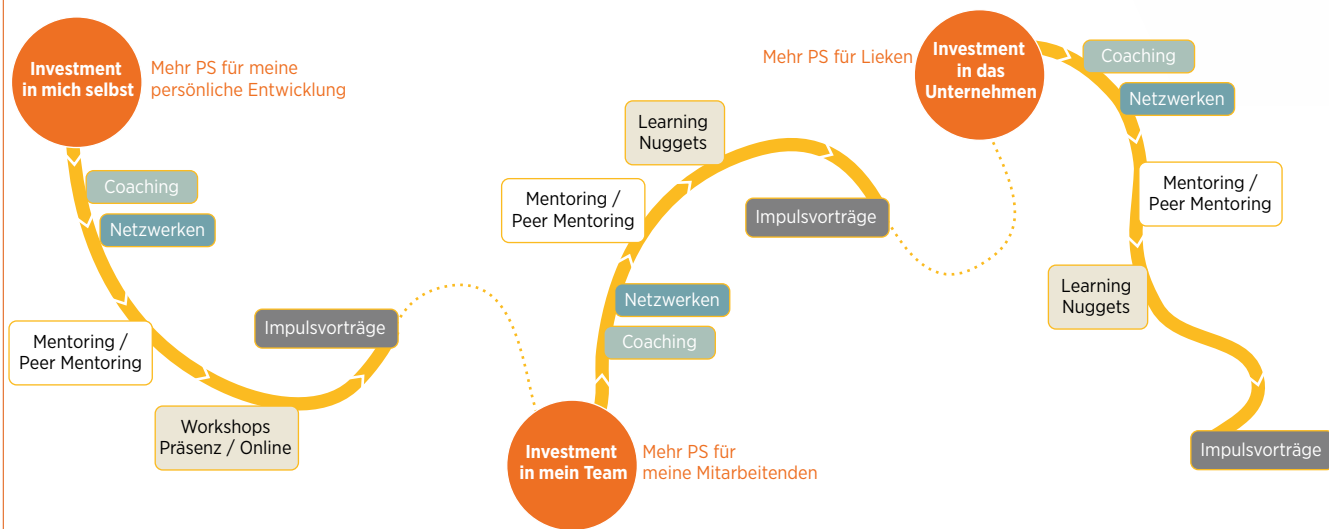 Investment
in mich selbst
Mehr PS für meine
persönliche Entwicklung
Coaching
Netzwerken
Mentoring /
Peer Mentoring
Workshops
Präsenz / Online
Impulsvorträge
Investment
in mein Team
Mehr PS für
meine Mitarbeitenden
Coaching
Netzwerken
Mentoring /
Peer Mentoring
Learning
Nuggets
Impulsvorträge
Mehr PS für Lieken
Investment
in das
Unternehmen
Coaching
Netzwerken
Mentoring /
Peer Mentoring
Learning
Nuggets
Impulsvorträge